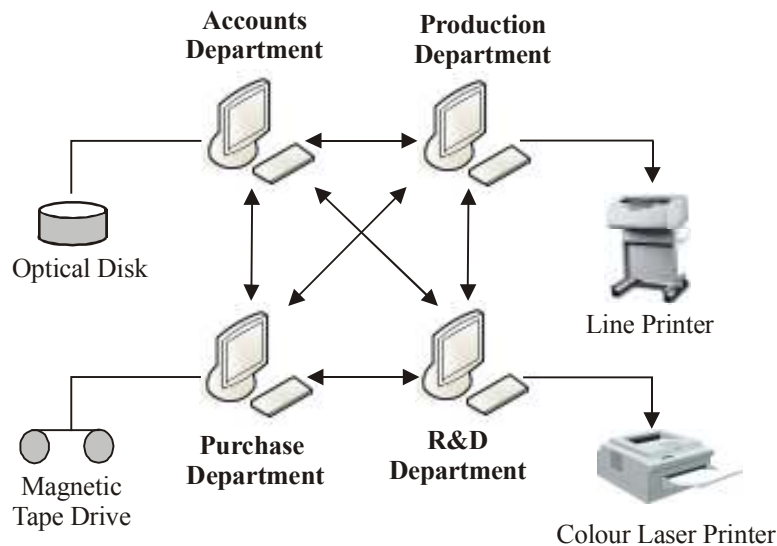 Accounts
Department
Production
Department
Optical Disk
Line Printer
Purchase
Department
R&D
Department
Magnetic
Tape Drive
Colour Laser Printer